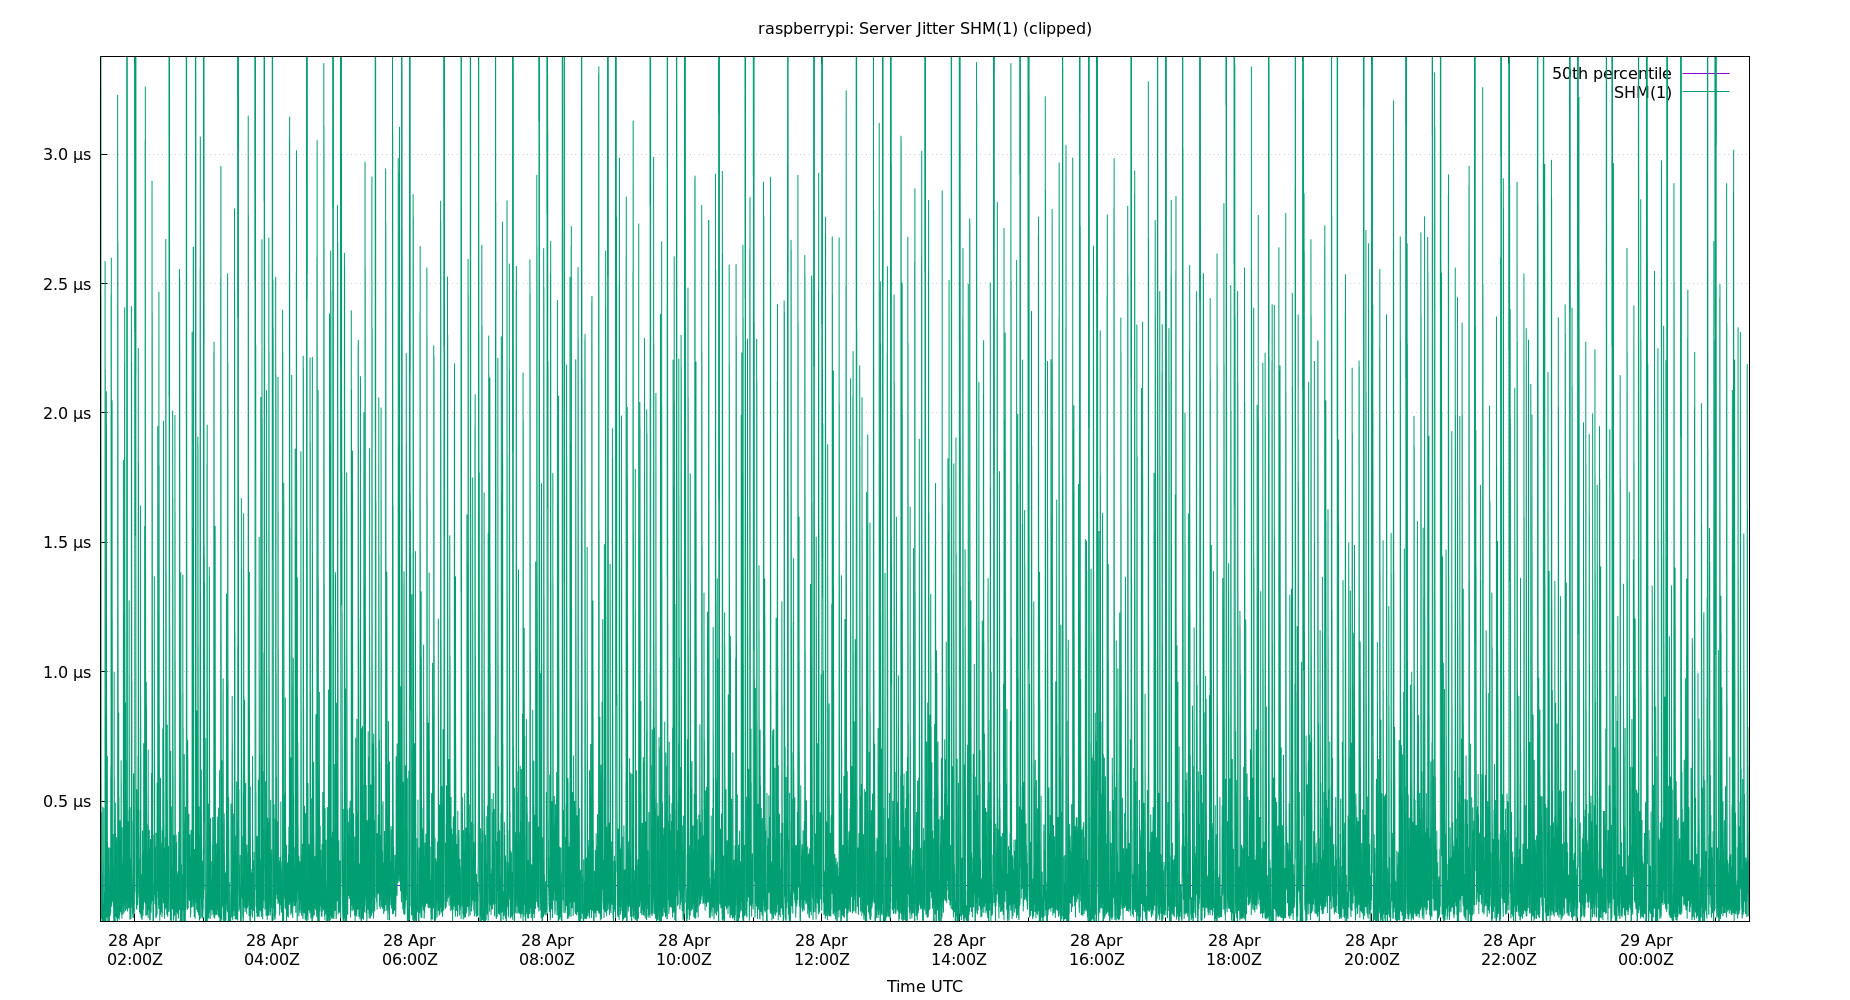 raspberrypi: Server Jitter SHM(1) (clipped)
50th percentile
SHM(1)
3.0 µs
2.5 µs
2.0 µs
1.5 µs
1.0 µs
0.5 µs
28 Apr 28 Apr 28 Apr 28 Apr 28 Apr 28 Apr 28 Apr 28 Apr 28 Apr 28 Apr 28 Apr 29 Apr
02:00Z 04:00Z 06:00Z 08:00Z 10:00Z 12:00Z 14:00Z 16:00Z 18:00Z 20:00Z 22:00Z 00:00Z
Time UTC